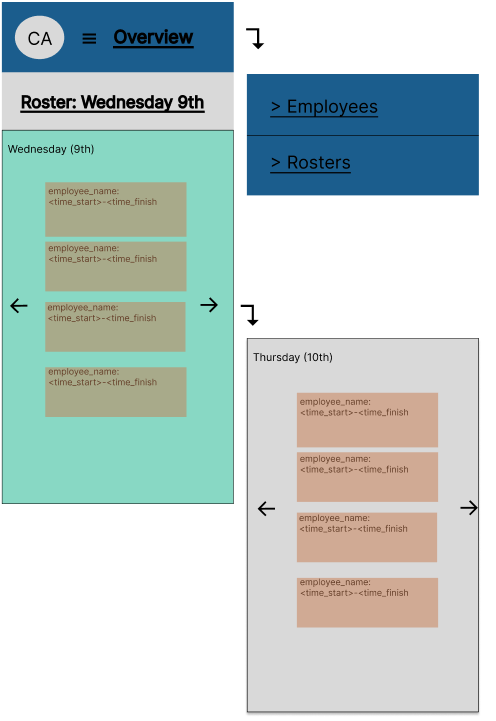 CA
Overview
Roster: Wednesday 9th
Wednesday (9th)
employee_name:
<time_start>-<time_finish
employee_name:
<time_start>-<time_finish
employee_name:
<time_start>-<time_finish
employee_name:
<time_start>-<time_finish
> Employees
> Rosters
Thursday (10th)
employee_name:
<time_start>-<time_finish
employee_name:
<time_start>-<time_finish
employee_name:
<time_start>-<time_finish
employee_name:
<time_start>-<time_finish